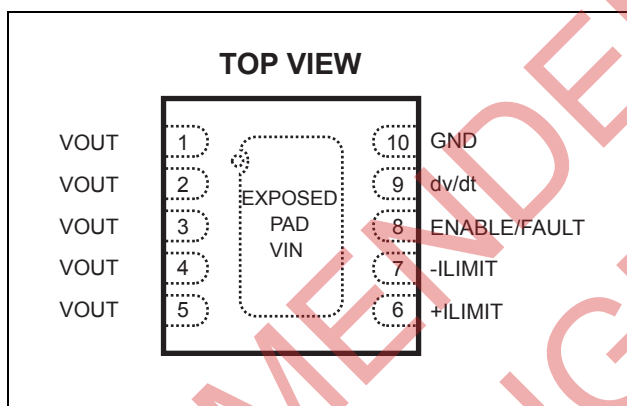 TOP VIEW
VOUT 1 10 GND
VOUT 2 9 dv/dt
VOUT 3 EXPOSED PAD VIN 8 ENABLE/FAULT
VOUT 4 7 -ILIMIT
VOUT 5 6 +ILIMIT